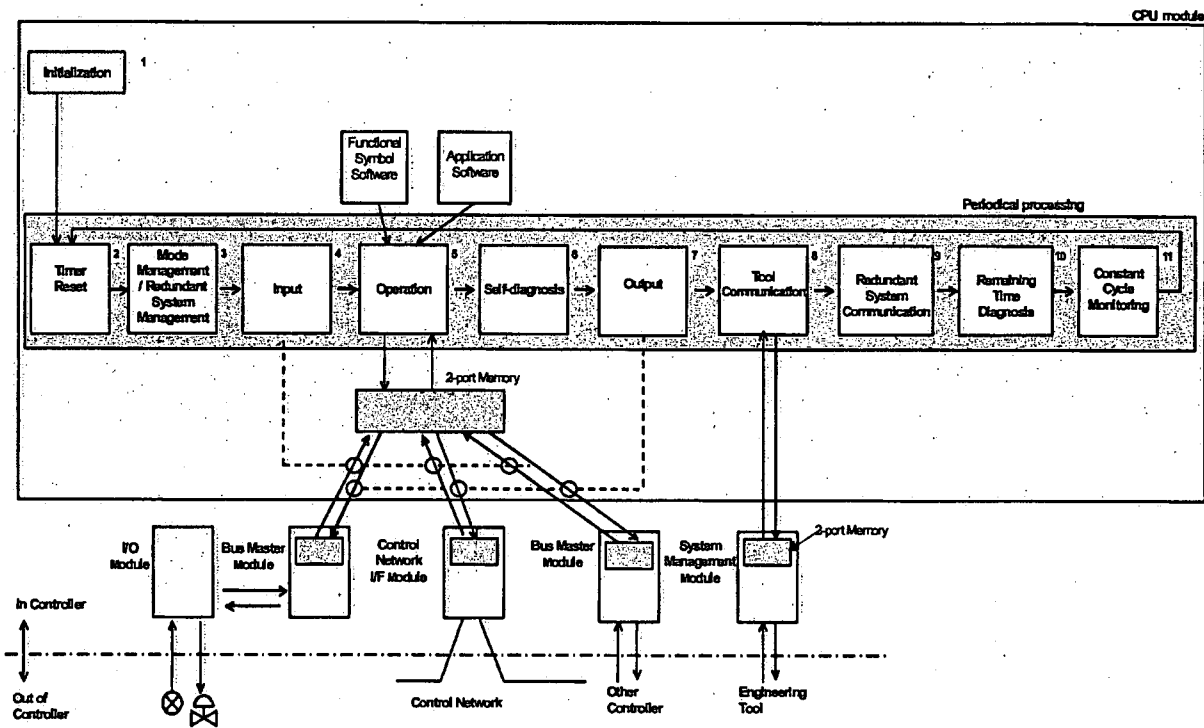 CPU module
Initialization
1
Functional
Symbol
Software
Application
Software
Periodical processing
Timer
Reset
2
Mode
Management
/ Redundant
System
Management
3
Input
4
Operation
5
Self-diagnosis
6
Output
7
Tool
Communication
8
Redundant
System
Communication
9
Remaining
Time
Diagnosis
10
Constant
Cycle
Monitoring
11
2-port Memory
I/O
Module
Bus Master
Module
Control
Network
I/F Module
Bus Master
Module
System
Management
Module
2-port Memory
In Controller
Out of
Controller
Control Network
Other
Controller
Engineering
Tool